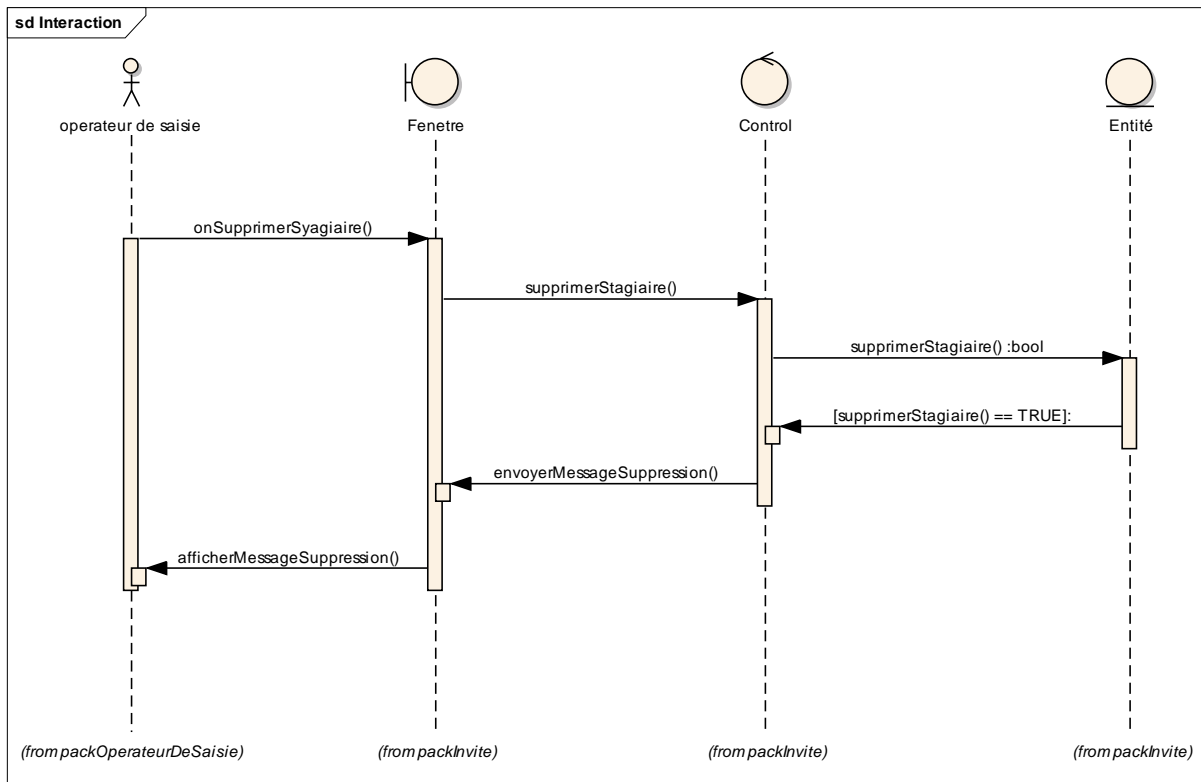 sd Interaction
operateur de saisie
Fenetre
Control
Entité
onSupprimerSyagiaire()
supprimerStagiaire()
supprimerStagiaire() :bool
[supprimerStagiaire() == TRUE]:
envoyerMessageSuppression()
afficherMessageSuppression()
(from packOperateurDeSaisie)
(from packInvite)
(from packInvite)
(from packInvite)